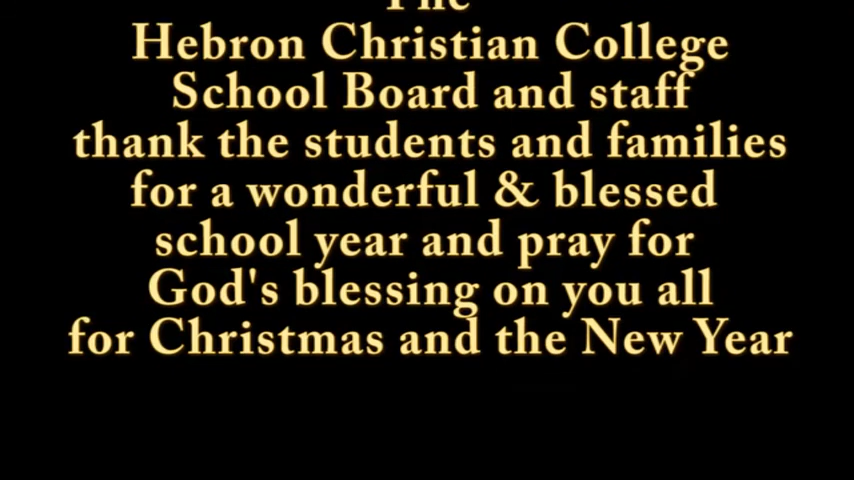 The
Hebron Christian College
School Board and staff
thank the students and families
for a wonderful & blessed
school year and pray for
God's blessing on you all
for Christmas and the New Year